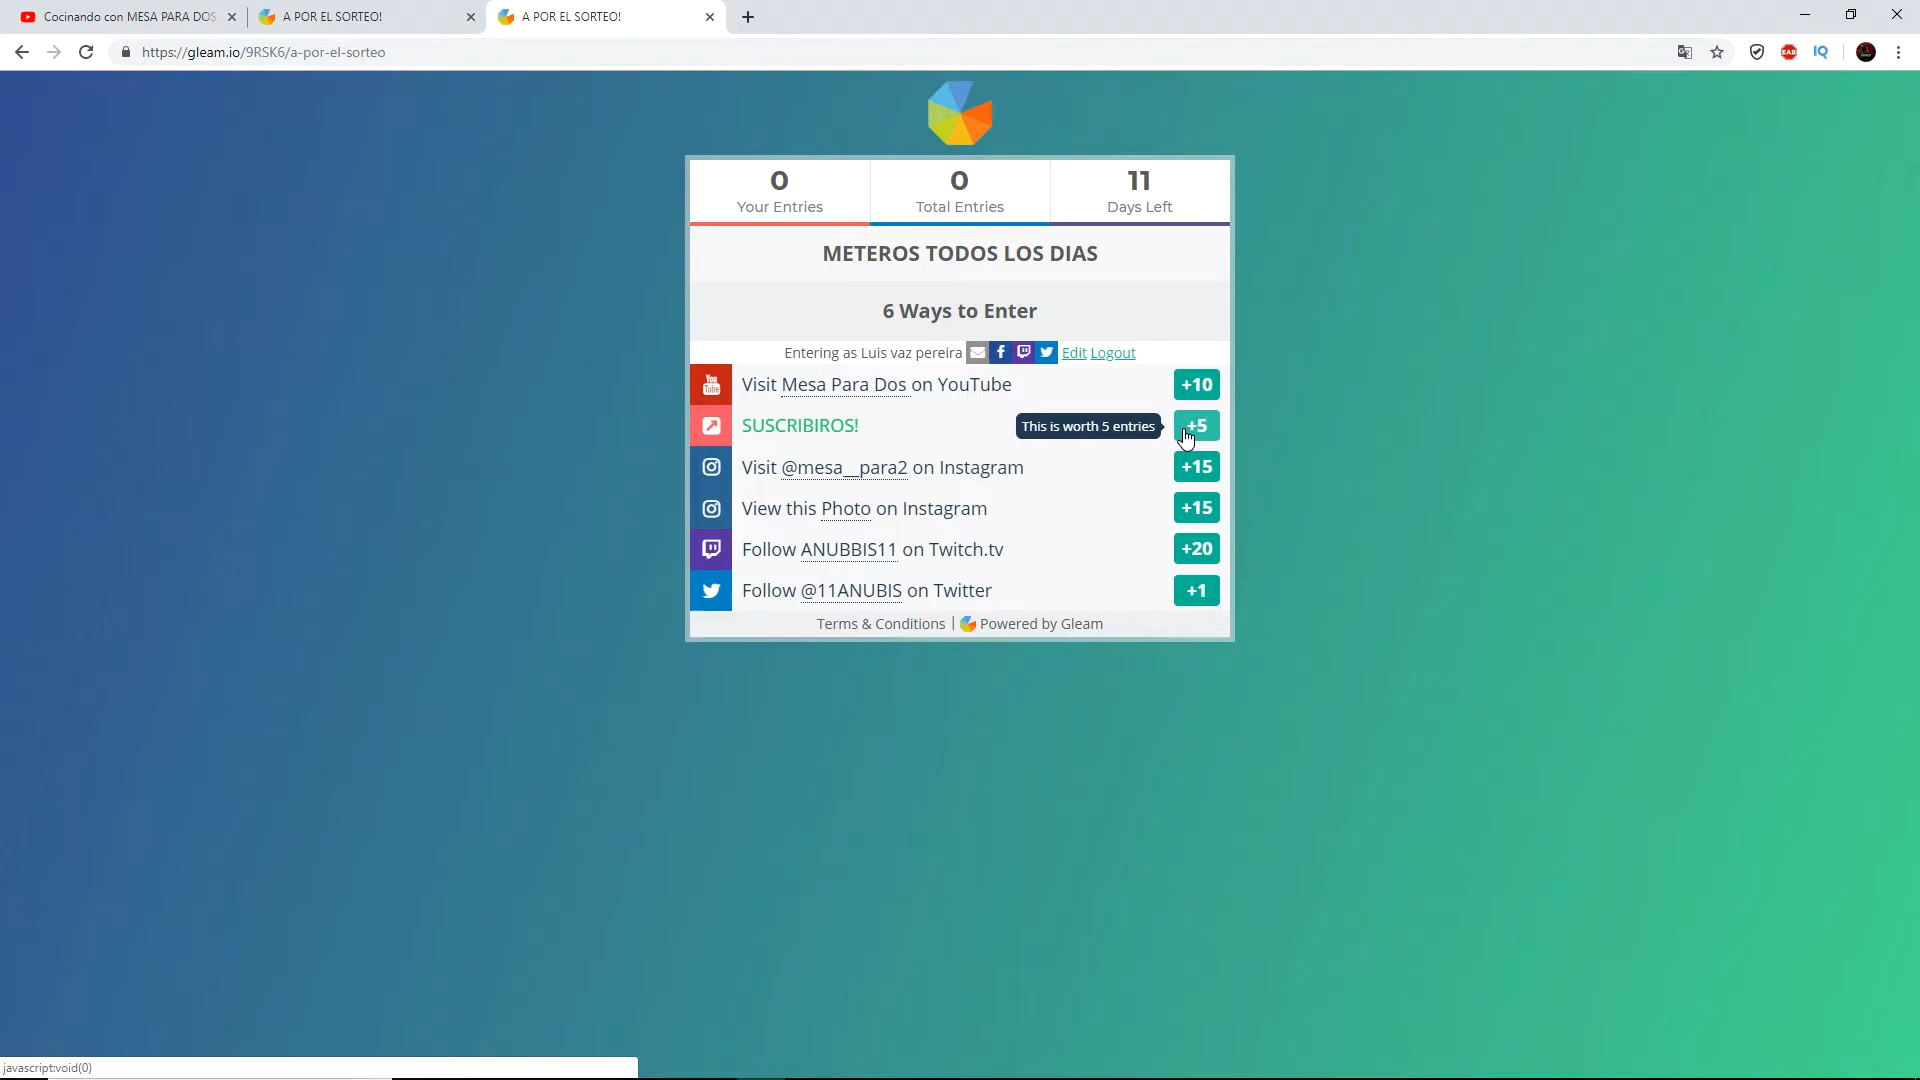 Cocinando con MESA PARA DOS
A POR EL SORTEO!
A POR EL SORTEO!
https://gleam.io/9RSK6/a-por-el-sorteo
EAB
IQ
0
Your Entries
0
Total Entries
11
Days Left
METEROS TODOS LOS DIAS
6 Ways to Enter
Entering as Luis vaz pereira Edit Logout
You Tube
Visit Mesa Para Dos on YouTube +10
SUSCRIBIROS! This is worth 5 entries +5
Visit @mesa__para2 on Instagram +15
View this Photo on Instagram +15
Follow ANUBBIS11 on Twitch.tv +20
Follow @11ANUBIS on Twitter +1
Terms & Conditions | Powered by Gleam
javascript:void(0)